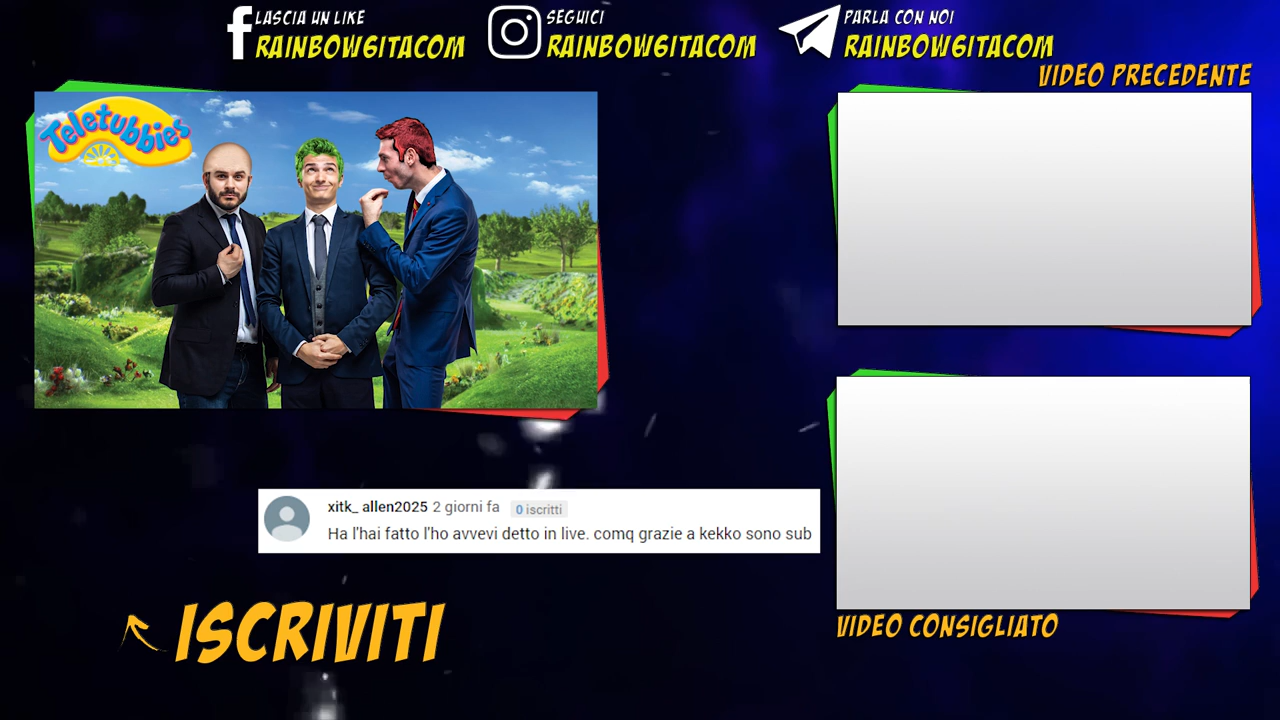 LASCIA UN LIKE
RAINBOW6ITACOM
SEGUICI
RAINBOW6ITACOM
PARLA CON NOI
RAINBOW6ITACOM
VIDEO PRECEDENTE
Teletubbies
xitk_ allen2025 2 giorni fa 0 iscritti
Ha l'hai fatto l'ho avvevi detto in live. comq grazie a kekko sono sub
ISCRIVITI
VIDEO CONSIGLIATO